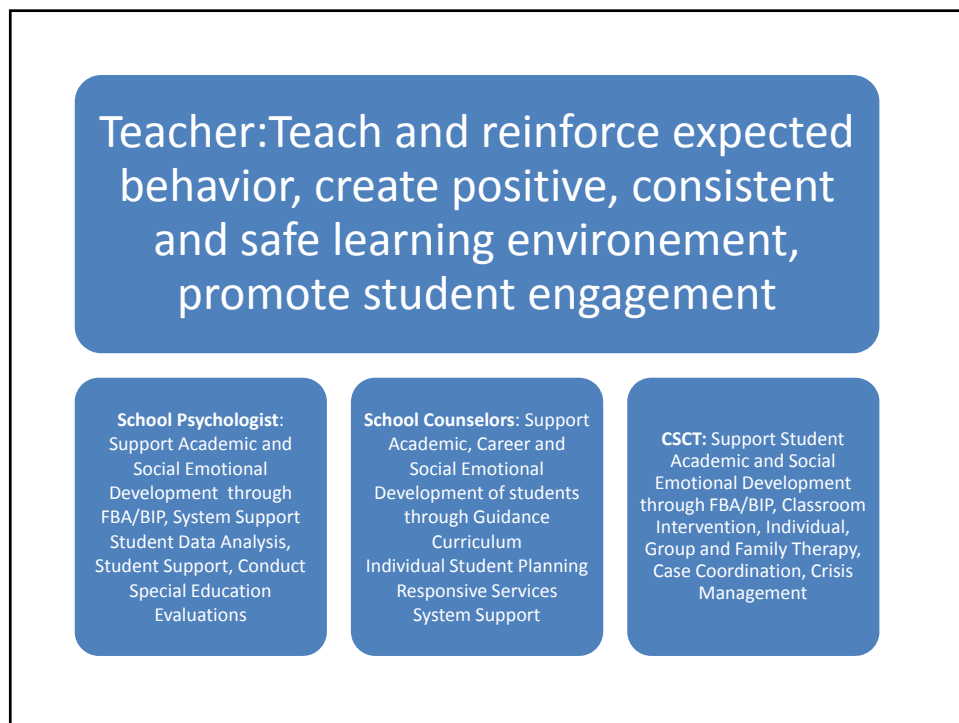 Teacher:Teach and reinforce expected
behavior, create positive, consistent
and safe learning environement,
promote student engagement
School Psychologist:
Support Academic and
Social Emotional
Development through
FBA/BIP, System Support
Student Data Analysis,
Student Support, Conduct
Special Education
Evaluations
School Counselors: Support
Academic, Career and
Social Emotional
Development of students
through Guidance
Curriculum
Individual Student Planning
Responsive Services
System Support
CSCT: Support Student
Academic and Social
Emotional Development
through FBA/BIP, Classroom
Intervention, Individual,
Group and Family Therapy,
Case Coordination, Crisis
Management